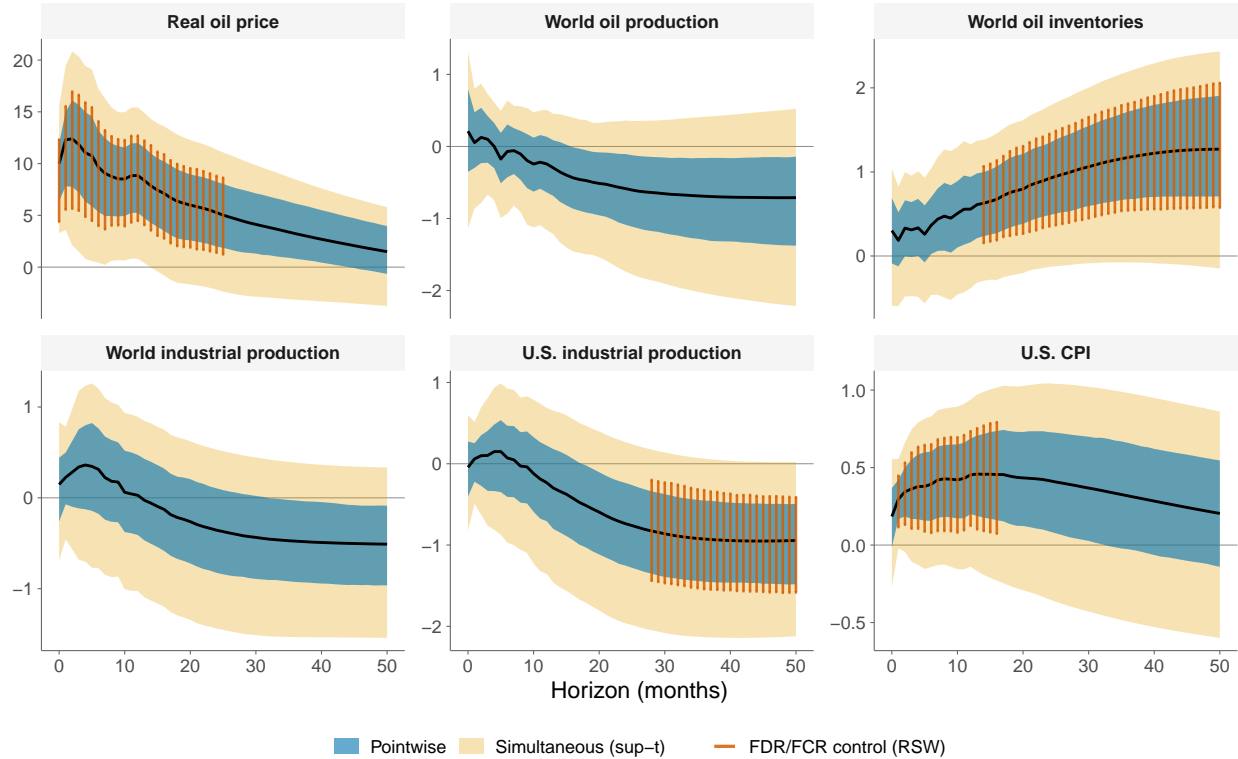 Real oil price
World oil production
World oil inventories
20
15
10
5
0
1
0
−1
−2
2
1
0
World industrial production
U.S. industrial production
U.S. CPI
1
0
−1
1
0
−1
−2
1.0
0.5
0.0
−0.5
0 10 20 30 40 50
0 10 20 30 40 50
0 10 20 30 40 50
Horizon (months)
Pointwise Simultaneous (sup−t) FDR/FCR control (RSW)